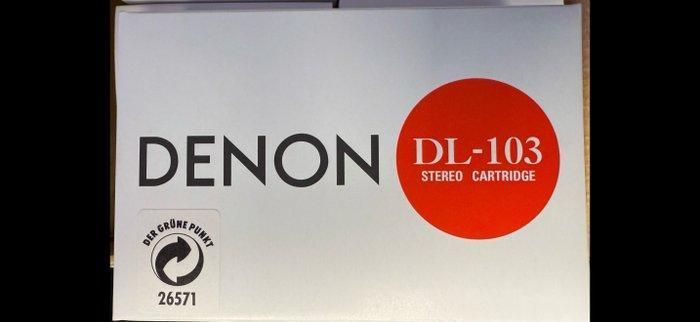 DENON
DL-103
STEREO CARTRIDGE
DER GRÜNE PUNKT
26571